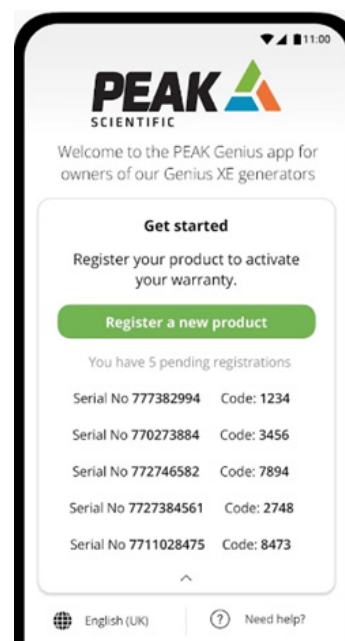 11:00
PEAK
SCIENTIFIC
Welcome to the PEAK Genius app for
owners of our Genius XE generators
Get started
Register your product to activate
your warranty.
Register a new product
You have 5 pending registrations
Serial No 777382994 Code: 1234
Serial No 770273884 Code: 3456
Serial No 772746582 Code: 7894
Serial No 7727384561 Code: 2748
Serial No 7711028475 Code: 8473
English (UK) ? Need help?